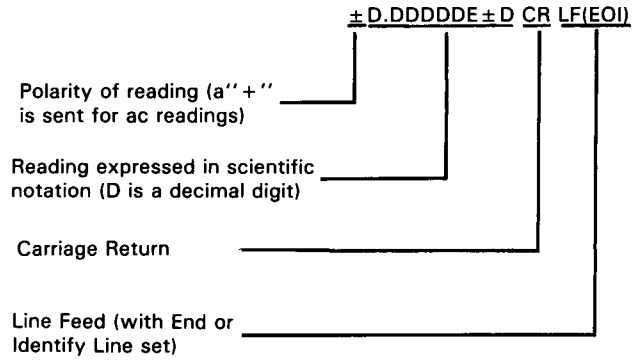 ± D.DDDDDE ± D CR LF(EOI)
Polarity of reading (a'' + ''
is sent for ac readings)
Reading expressed in scientific
notation (D is a decimal digit)
Carriage Return
Line Feed (with End or
Identify Line set)